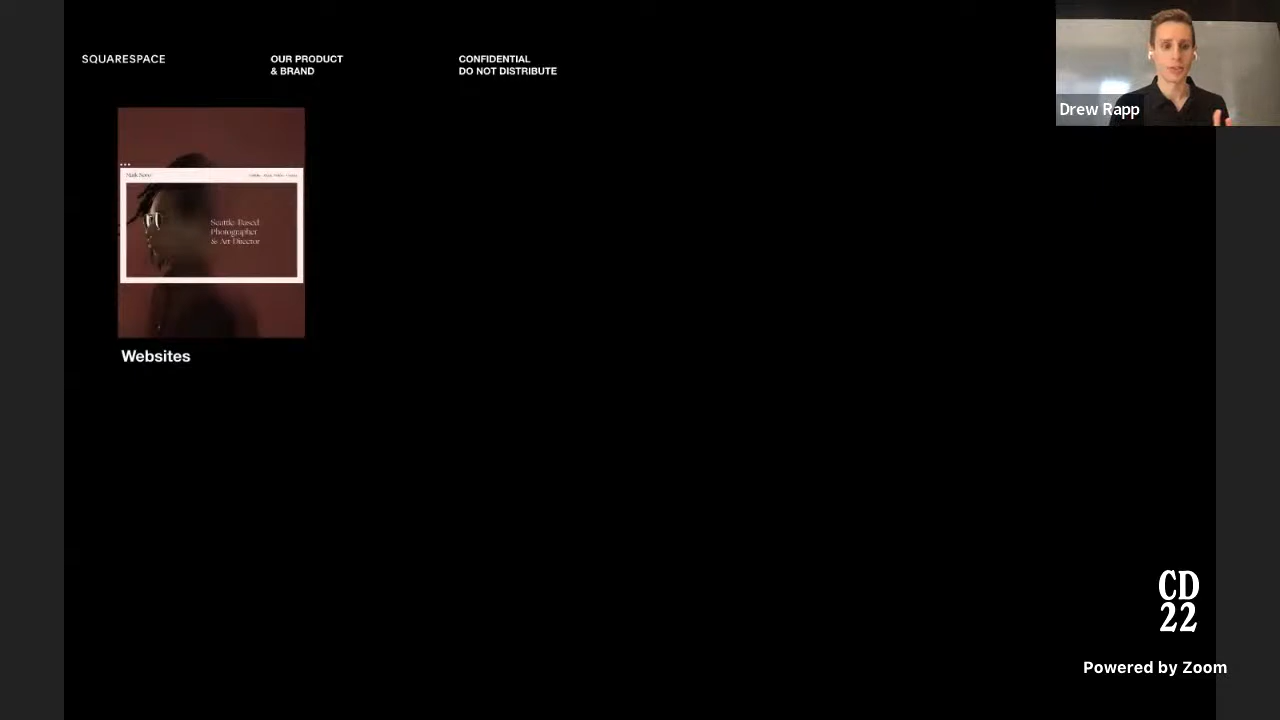 SQUARESPACE
OUR PRODUCT
& BRAND
CONFIDENTIAL
DO NOT DISTRIBUTE
Drew Rapp
Seattle-Based
Photographer
& Art Director
Websites
CD
22
Powered by Zoom